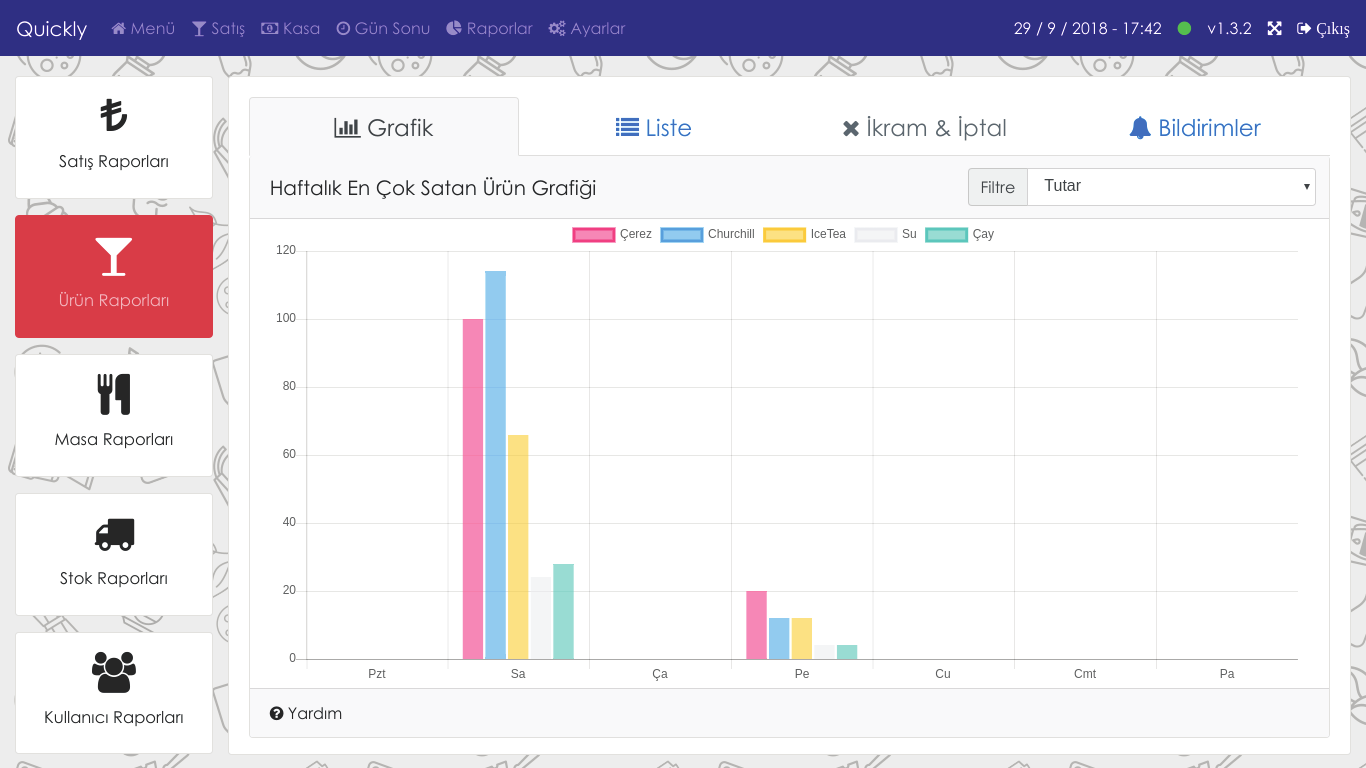 Quickly Menü Satış Kasa Gün Sonu Raporlar Ayarlar 29 / 9 / 2018 - 17:42 v1.3.2 Çıkış
Satış Raporları
Ürün Raporları
Masa Raporları
Stok Raporları
Kullanıcı Raporları
Grafik Liste İkram & İptal Bildirimler
Haftalık En Çok Satan Ürün Grafiği Filtre Tutar
Çerez Churchill IceTea Su Çay
120
100
80
60
40
20
0
Pzt Sa Ça Pe Cu Cmt Pa
Yardım